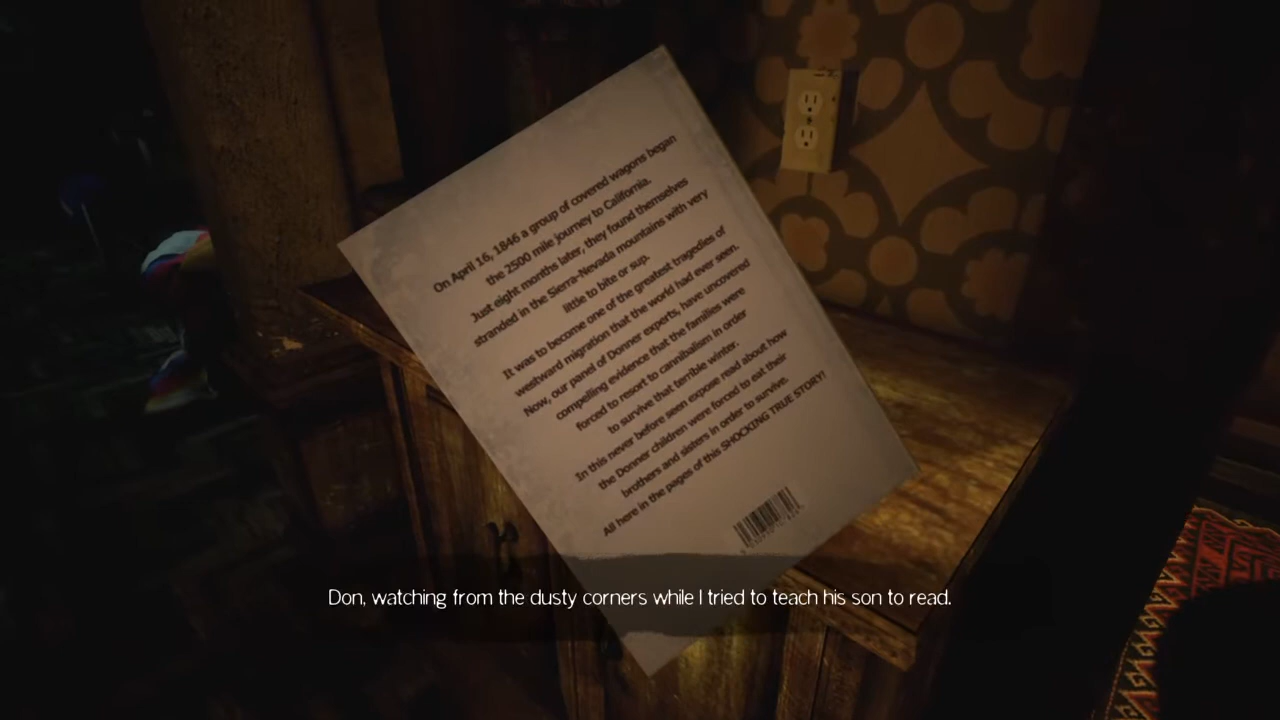 On April 16, 1846 a group of covered wagons began
the 2500 mile journey to California.
Just eight months later, they found themselves
stranded in the Sierra-Nevada mountains with very
little to bite or sup.
It was to become one of the greatest tragedies of
westward migration that the world had ever seen.
Now, our panel of Donner experts, have uncovered
compelling evidence that the families were
forced to resort to cannibalism in order
to survive that terrible winter.
In this never before seen expose read about how
the Donner children were forced to eat their
brothers and sisters in order to survive.
All here in the pages of this SHOCKING TRUE STORY!
Don, watching from the dusty corners while I tried to teach his son to read.